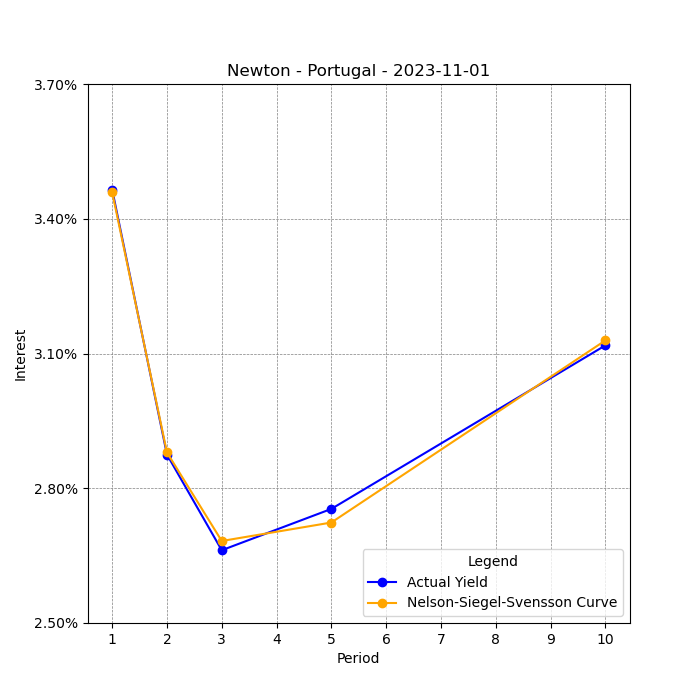 Newton - Portugal - 2023-11-01
3.70%
3.40%
3.10%
2.80%
2.50%
Interest
1 2 3 4 5 6 7 8 9 10
Period
Legend
Actual Yield
Nelson-Siegel-Svensson Curve